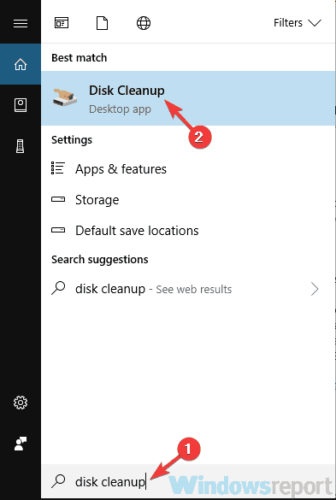 Filters
Best match
Disk Cleanup
Desktop app
2
Settings
Apps & features
Storage
Default save locations
Search suggestions
disk cleanup - See web results
1
disk cleanup
Windowsreport